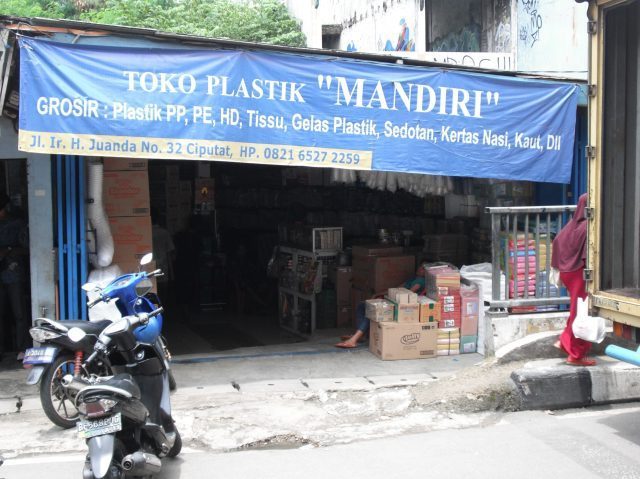 TOKO PLASTIK "MANDIRI"
GROSIR : Plastik PP, PE, HD, Tissu, Gelas Plastik, Sedotan, Kertas Nasi, Kaut, Dll
Jl. Ir. H. Juanda No. 32 Ciputat, HP. 0821 6527 2259